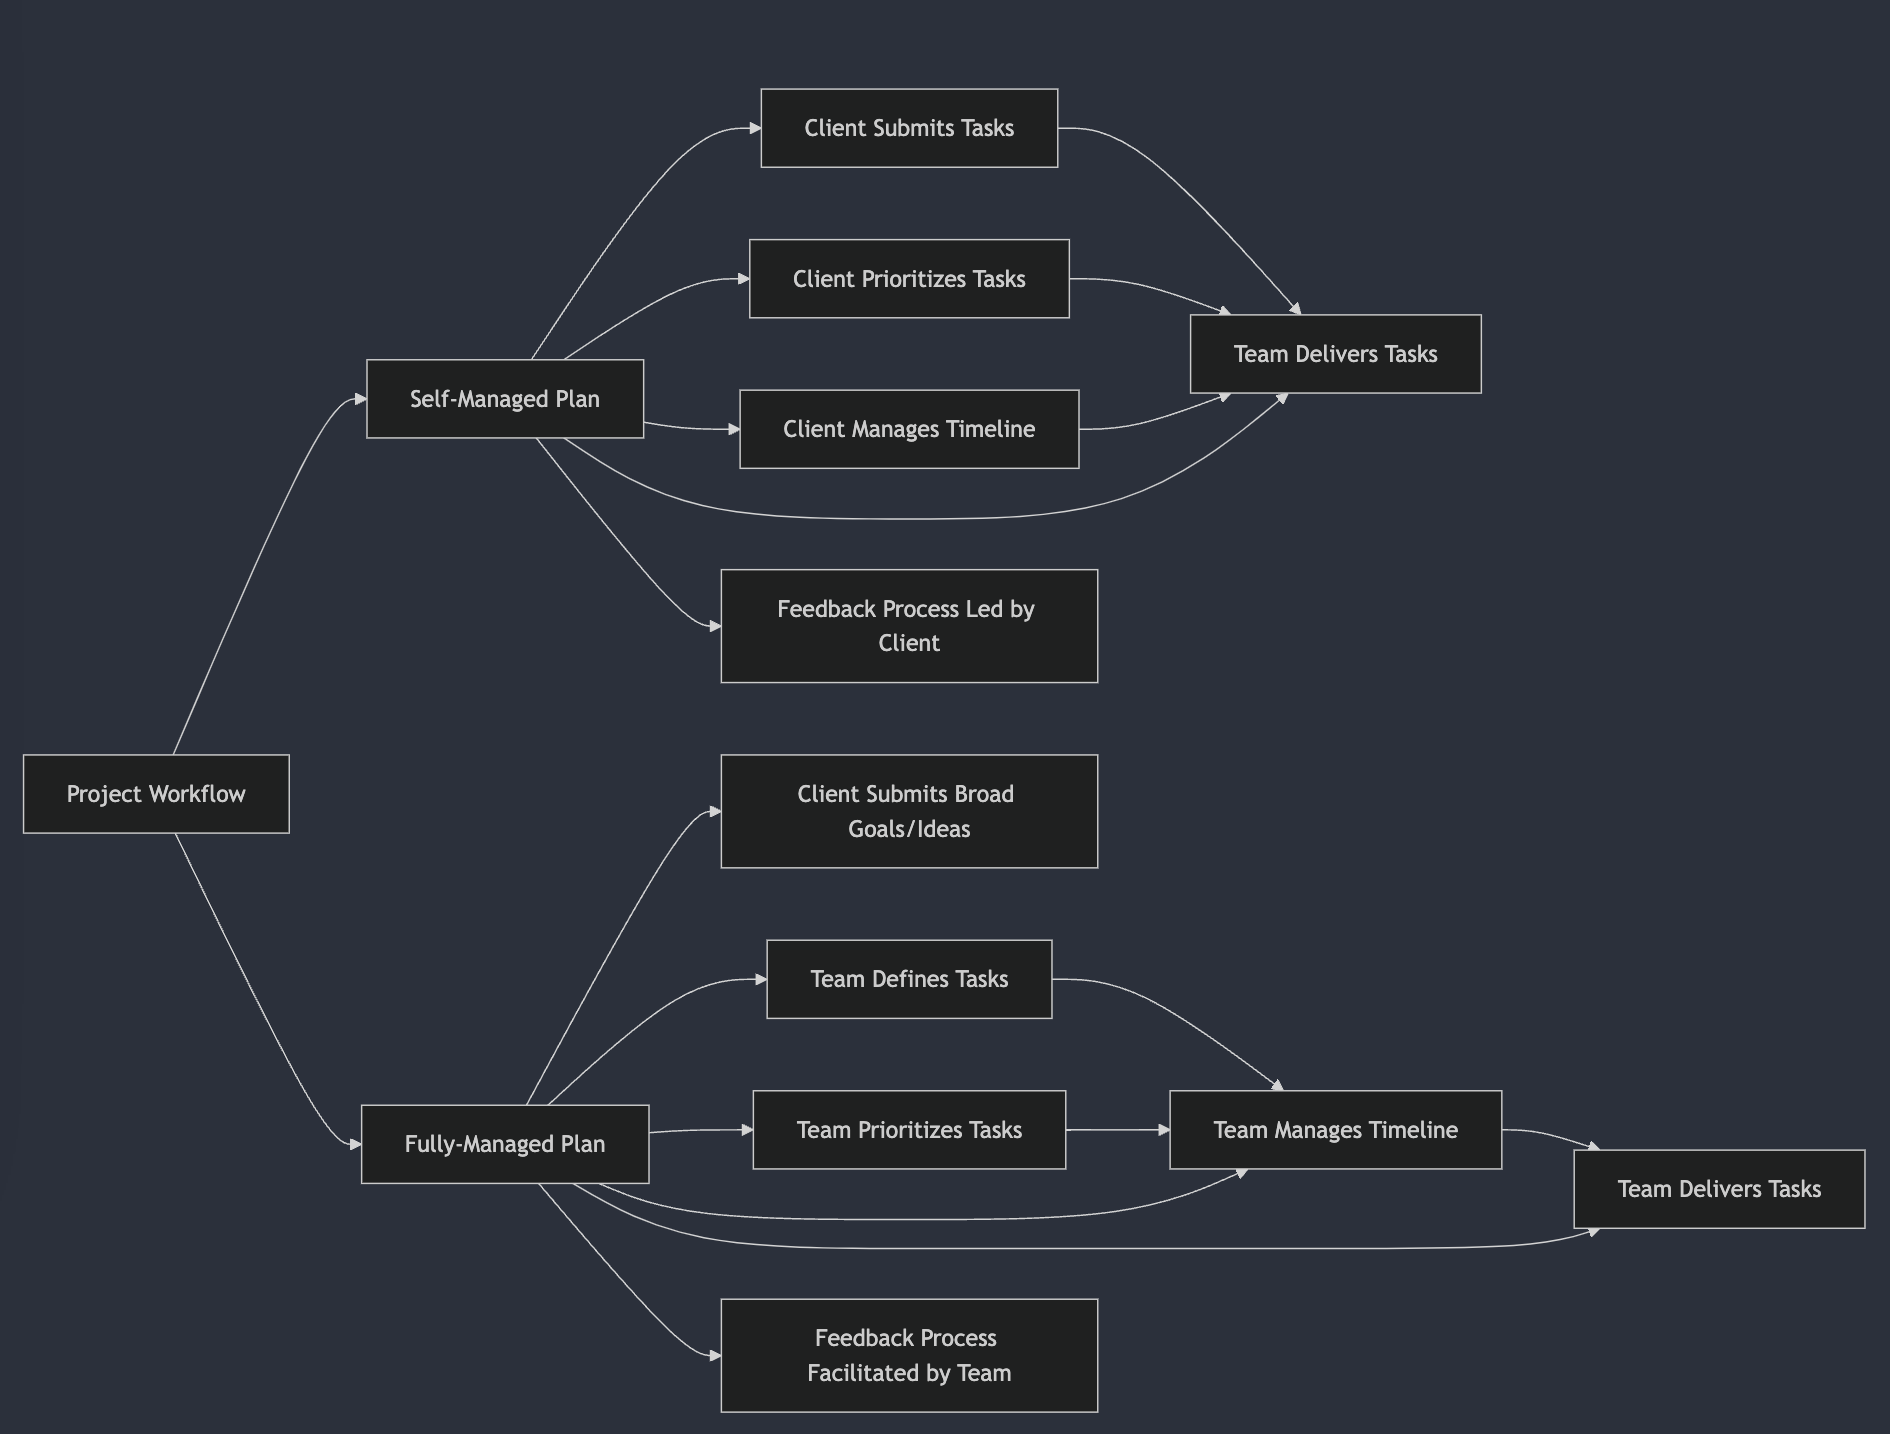 Client Submits Tasks
Client Prioritizes Tasks
Team Delivers Tasks
Self-Managed Plan
Client Manages Timeline
Feedback Process Led by
Client
Project Workflow
Client Submits Broad
Goals/Ideas
Team Defines Tasks
Fully-Managed Plan
Team Prioritizes Tasks
Team Manages Timeline
Team Delivers Tasks
Feedback Process
Facilitated by Team